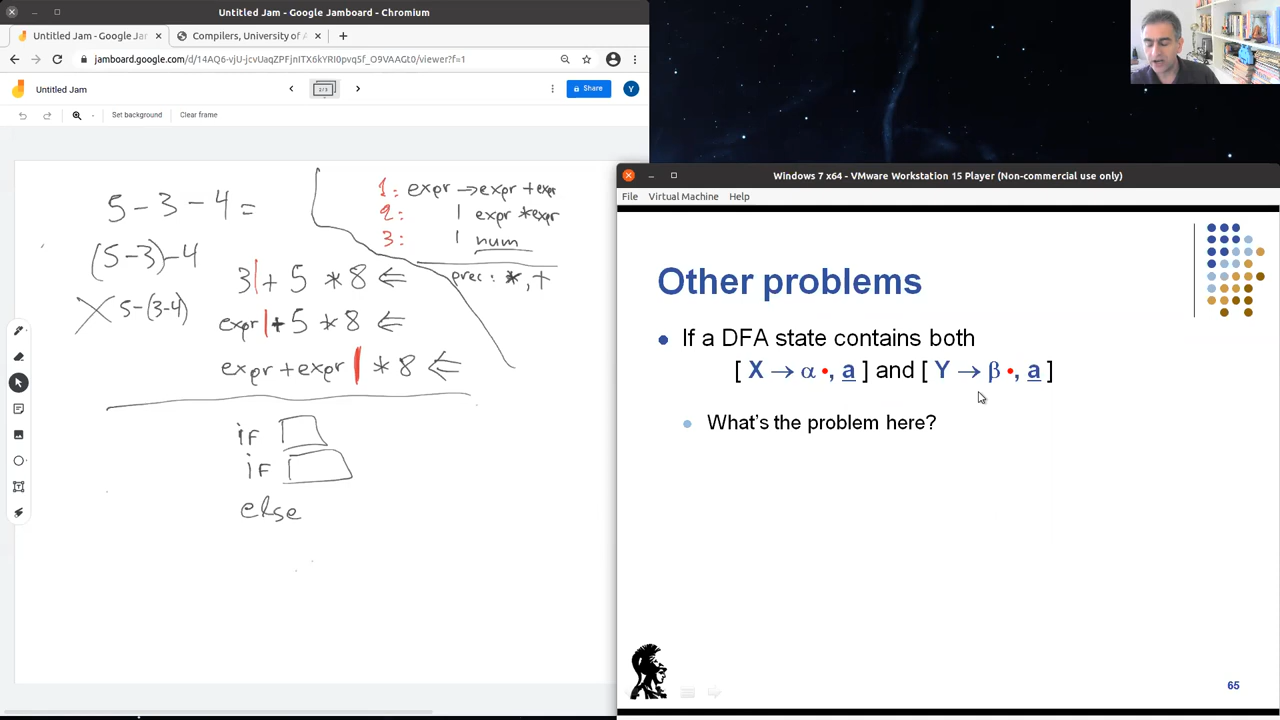 Untitled Jam - Google Jamboard - Chromium
Untitled Jam - Google Jar
Compilers, University of A
jamboard.google.com/d/14AQ6-vjU-jcvUaqZPFjnITX6kYRI0pvq5f_O9VAAGt0/viewer?f=1
Untitled Jam
2/3
Share
Y
Set background
Clear frame
5 - 3 - 4 =
(5-3)-4
5-(3-4)
1: expr → expr + expr
2: | expr * expr
3: | num
prec: *, +
3|+ 5 * 8 ⇐
expr|+ 5 * 8 ⇐
expr + expr | * 8 ⇐
if
if
else
Windows 7 x64 - VMware Workstation 15 Player (Non-commercial use only)
File Virtual Machine Help
Other problems
• If a DFA state contains both
[ X → α •, a ] and [ Y → β •, a ]
• What's the problem here?
65